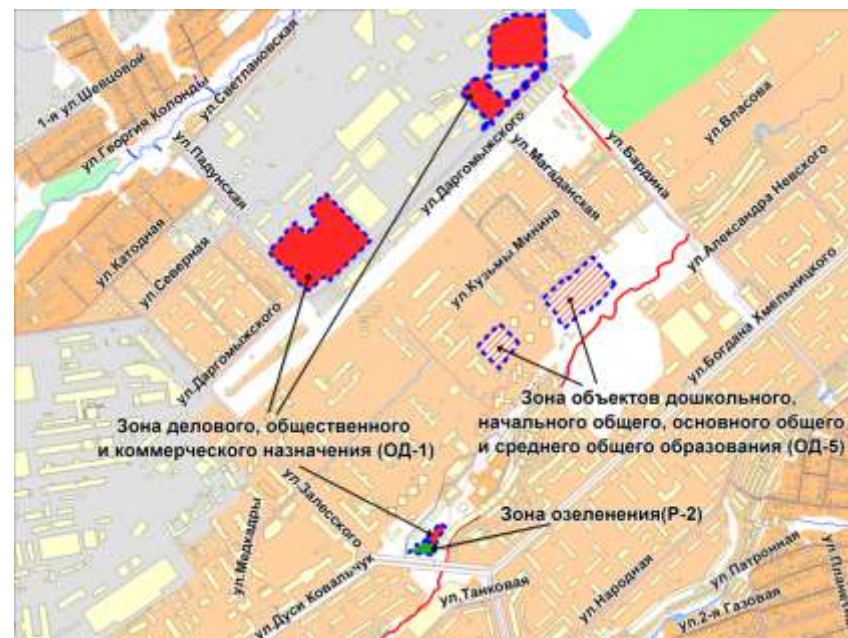 1-я ул.Шевцовой
ул.Георгия Колонды
ул.Светлановская
ул.Падунская
ул.Катодная
ул.Северная
ул.Даргомыжского
ул.Даргомыжского
ул.Магаданская
ул.Бардина
ул.Власова
ул.Александра Невского
ул.Кузьмы Минина
ул.Богдана Хмельницкого
Зона делового, общественного
и коммерческого назначения (ОД-1)
Зона объектов дошкольного,
начального общего, основного общего
и среднего общего образования (ОД-5)
Зона озеленения(Р-2)
ул.Залесского
ул.Медкадры
ул.Дуси Ковальчук
ул.Танковая
ул.Народная
ул.Патронная
ул.2-я Газовая
ул.Планетн